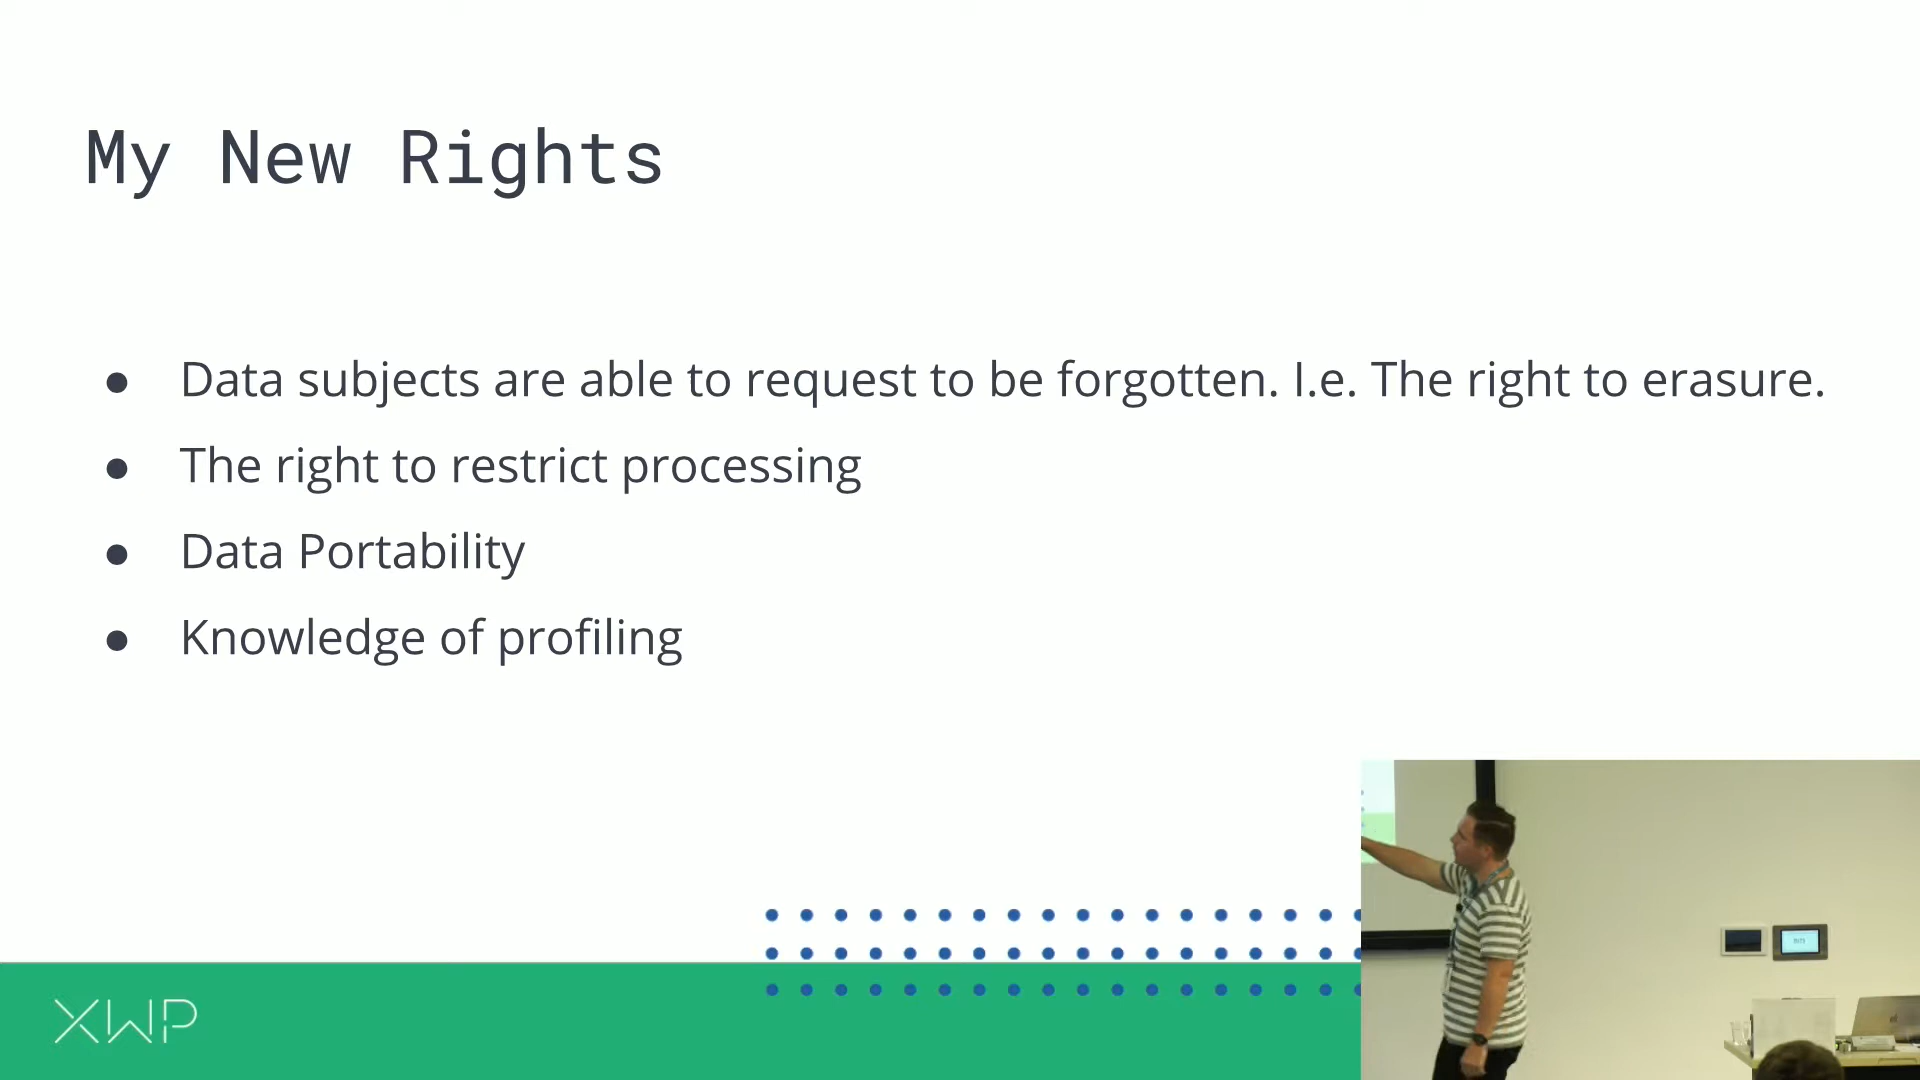 My New Rights
● Data subjects are able to request to be forgotten. I.e. The right to erasure.
● The right to restrict processing
● Data Portability
● Knowledge of profiling
XWP